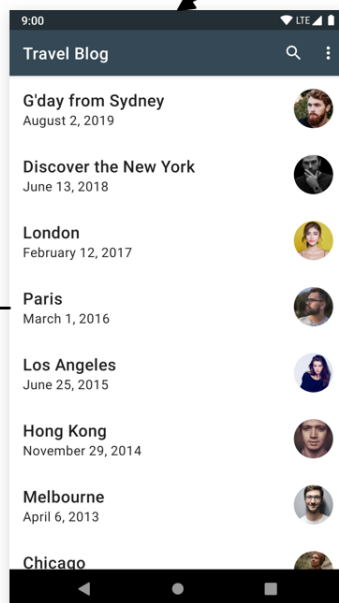 9:00 LTE
Travel Blog
G'day from Sydney
August 2, 2019
Discover the New York
June 13, 2018
London
February 12, 2017
Paris
March 1, 2016
Los Angeles
June 25, 2015
Hong Kong
November 29, 2014
Melbourne
April 6, 2013
Chicago